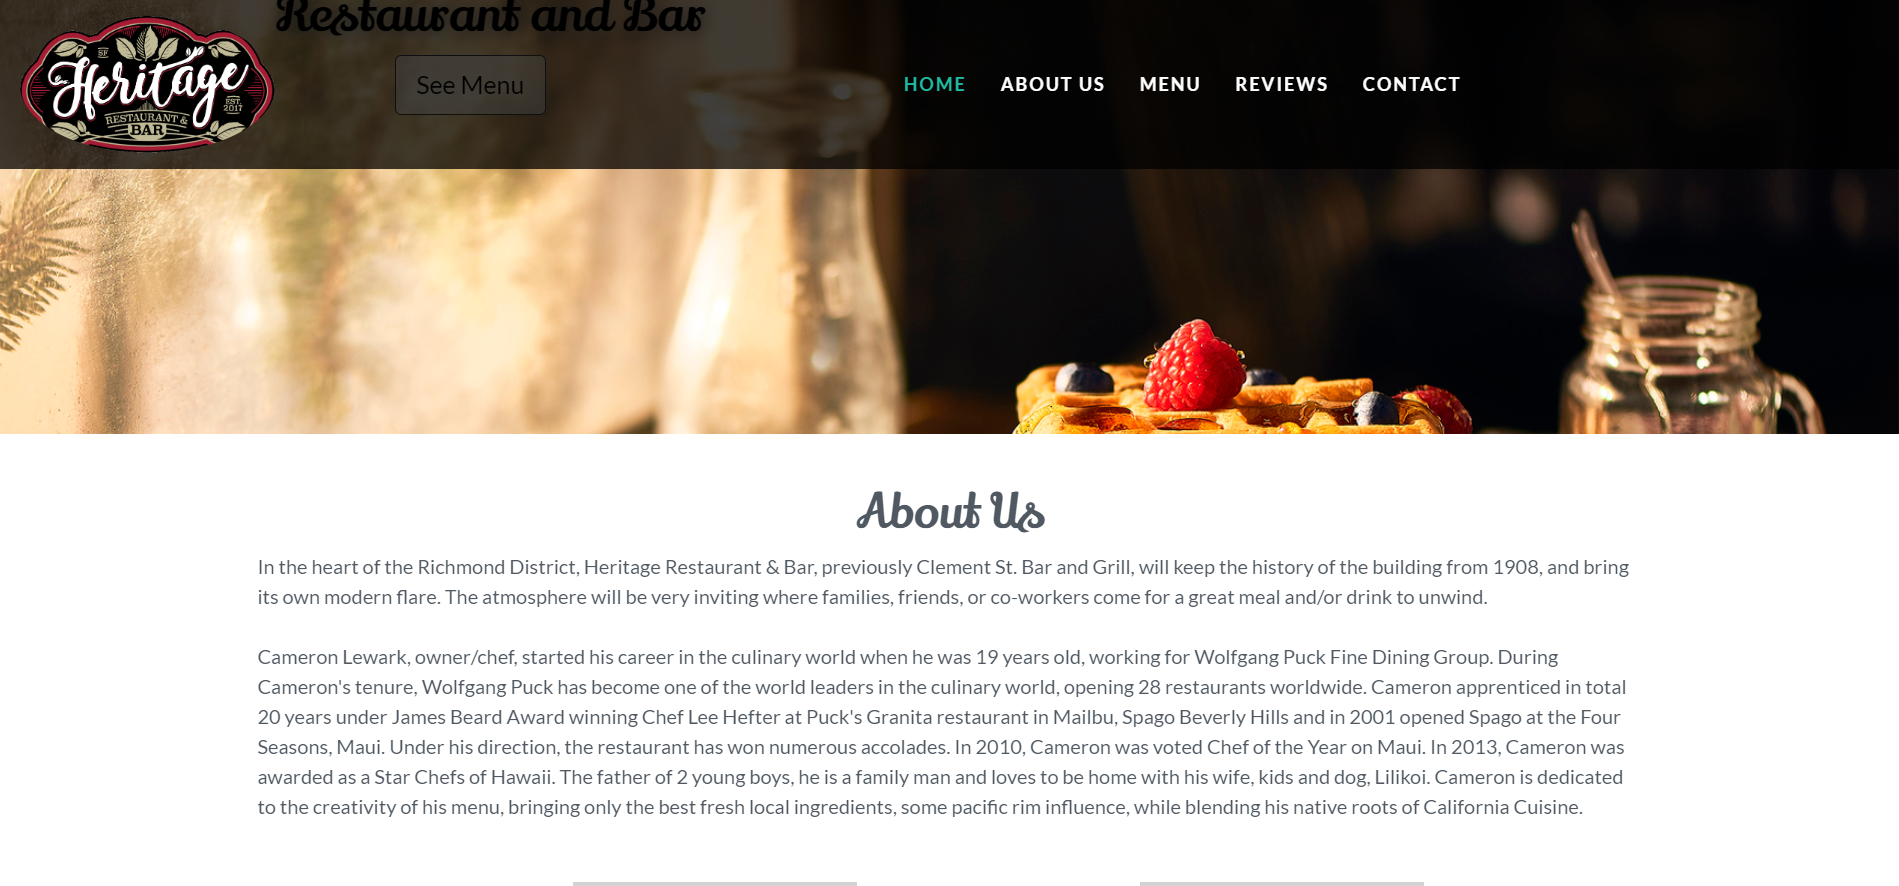 Restaurant and Bar
SF
Heritage
EST.
2017
RESTAURANT &
BAR
See Menu
HOME ABOUT US MENU REVIEWS CONTACT
About Us
In the heart of the Richmond District, Heritage Restaurant & Bar, previously Clement St. Bar and Grill, will keep the history of the building from 1908, and bring
its own modern flare. The atmosphere will be very inviting where families, friends, or co-workers come for a great meal and/or drink to unwind.
Cameron Lewark, owner/chef, started his career in the culinary world when he was 19 years old, working for Wolfgang Puck Fine Dining Group. During
Cameron's tenure, Wolfgang Puck has become one of the world leaders in the culinary world, opening 28 restaurants worldwide. Cameron apprenticed in total
20 years under James Beard Award winning Chef Lee Hefter at Puck's Granita restaurant in Mailbu, Spago Beverly Hills and in 2001 opened Spago at the Four
Seasons, Maui. Under his direction, the restaurant has won numerous accolades. In 2010, Cameron was voted Chef of the Year on Maui. In 2013, Cameron was
awarded as a Star Chefs of Hawaii. The father of 2 young boys, he is a family man and loves to be home with his wife, kids and dog, Lilikoi. Cameron is dedicated
to the creativity of his menu, bringing only the best fresh local ingredients, some pacific rim influence, while blending his native roots of California Cuisine.